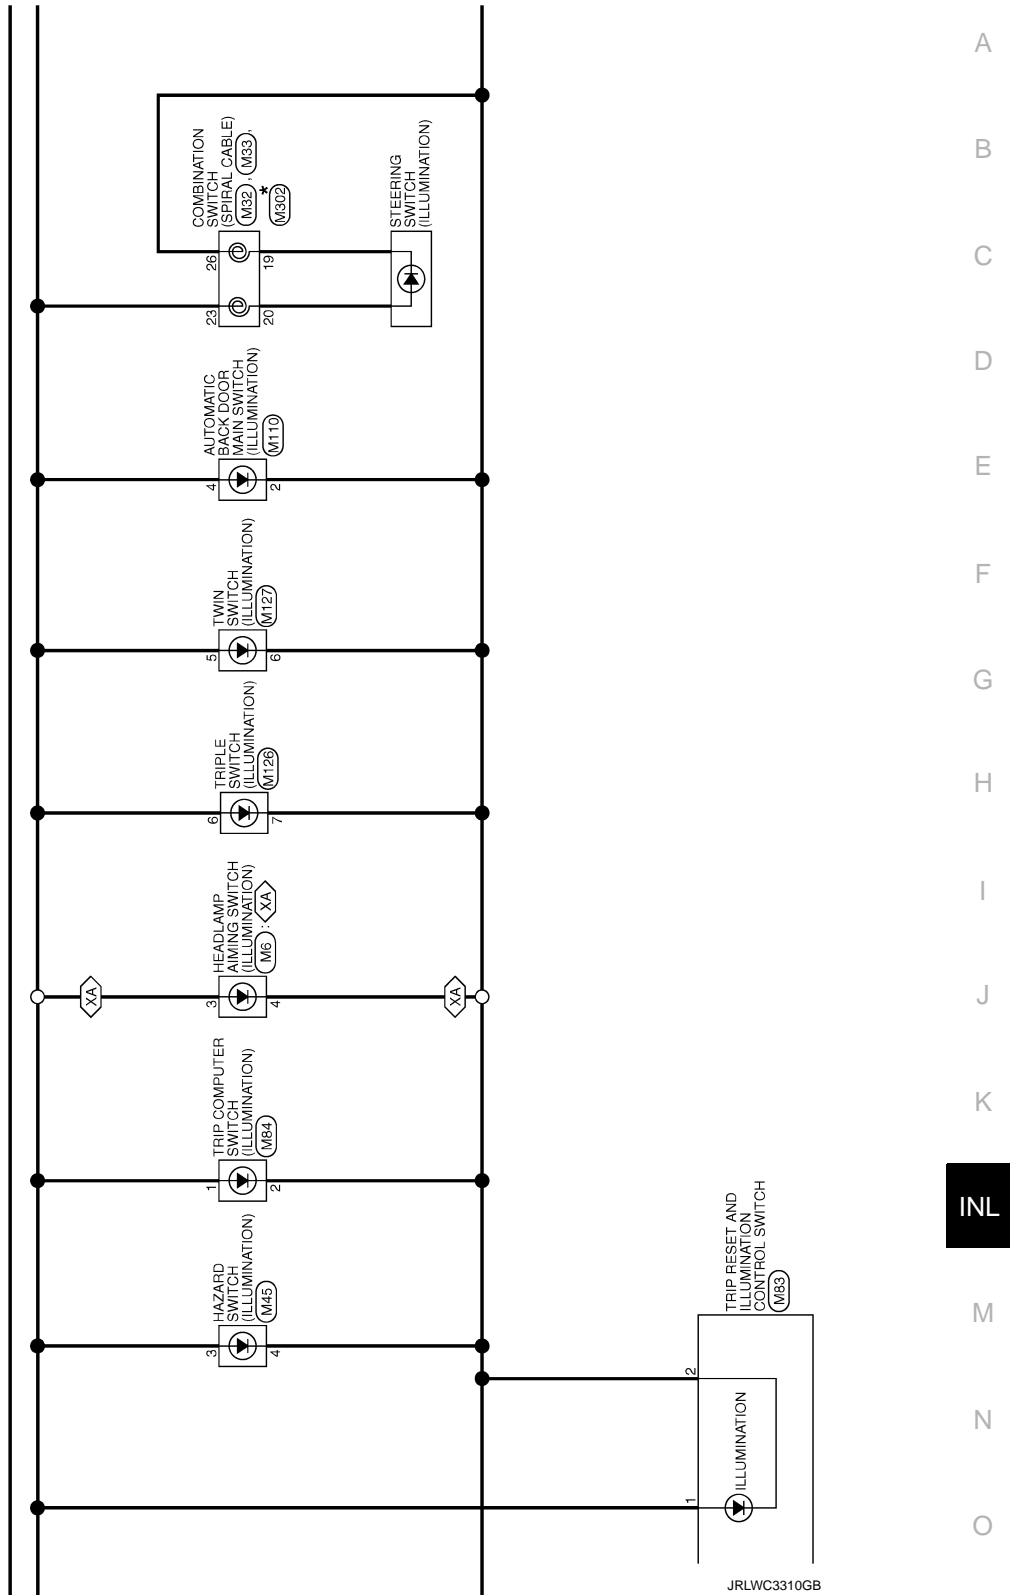 A
B
C
D
E
F
G
H
I
J
K
INL
M
N
O
COMBINATION
SWITCH
(SPIRAL CABLE)
M32 , M33 ,
*
M302
26
19
23
20
STEERING
SWITCH
(ILLUMINATION)
AUTOMATIC
BACK DOOR
MAIN SWITCH
(ILLUMINATION)
M110
4
2
TWIN
SWITCH
(ILLUMINATION)
M127
5
6
TRIPLE
SWITCH
(ILLUMINATION)
M126
6
7
HEADLAMP
AIMING SWITCH
(ILLUMINATION)
M6 : XA
XA
3
4
XA
TRIP COMPUTER
SWITCH
(ILLUMINATION)
M84
1
2
HAZARD
SWITCH
(ILLUMINATION)
M45
3
4
TRIP RESET AND
ILLUMINATION
CONTROL SWITCH
M83
2
1
ILLUMINATION
JRLWC3310GB